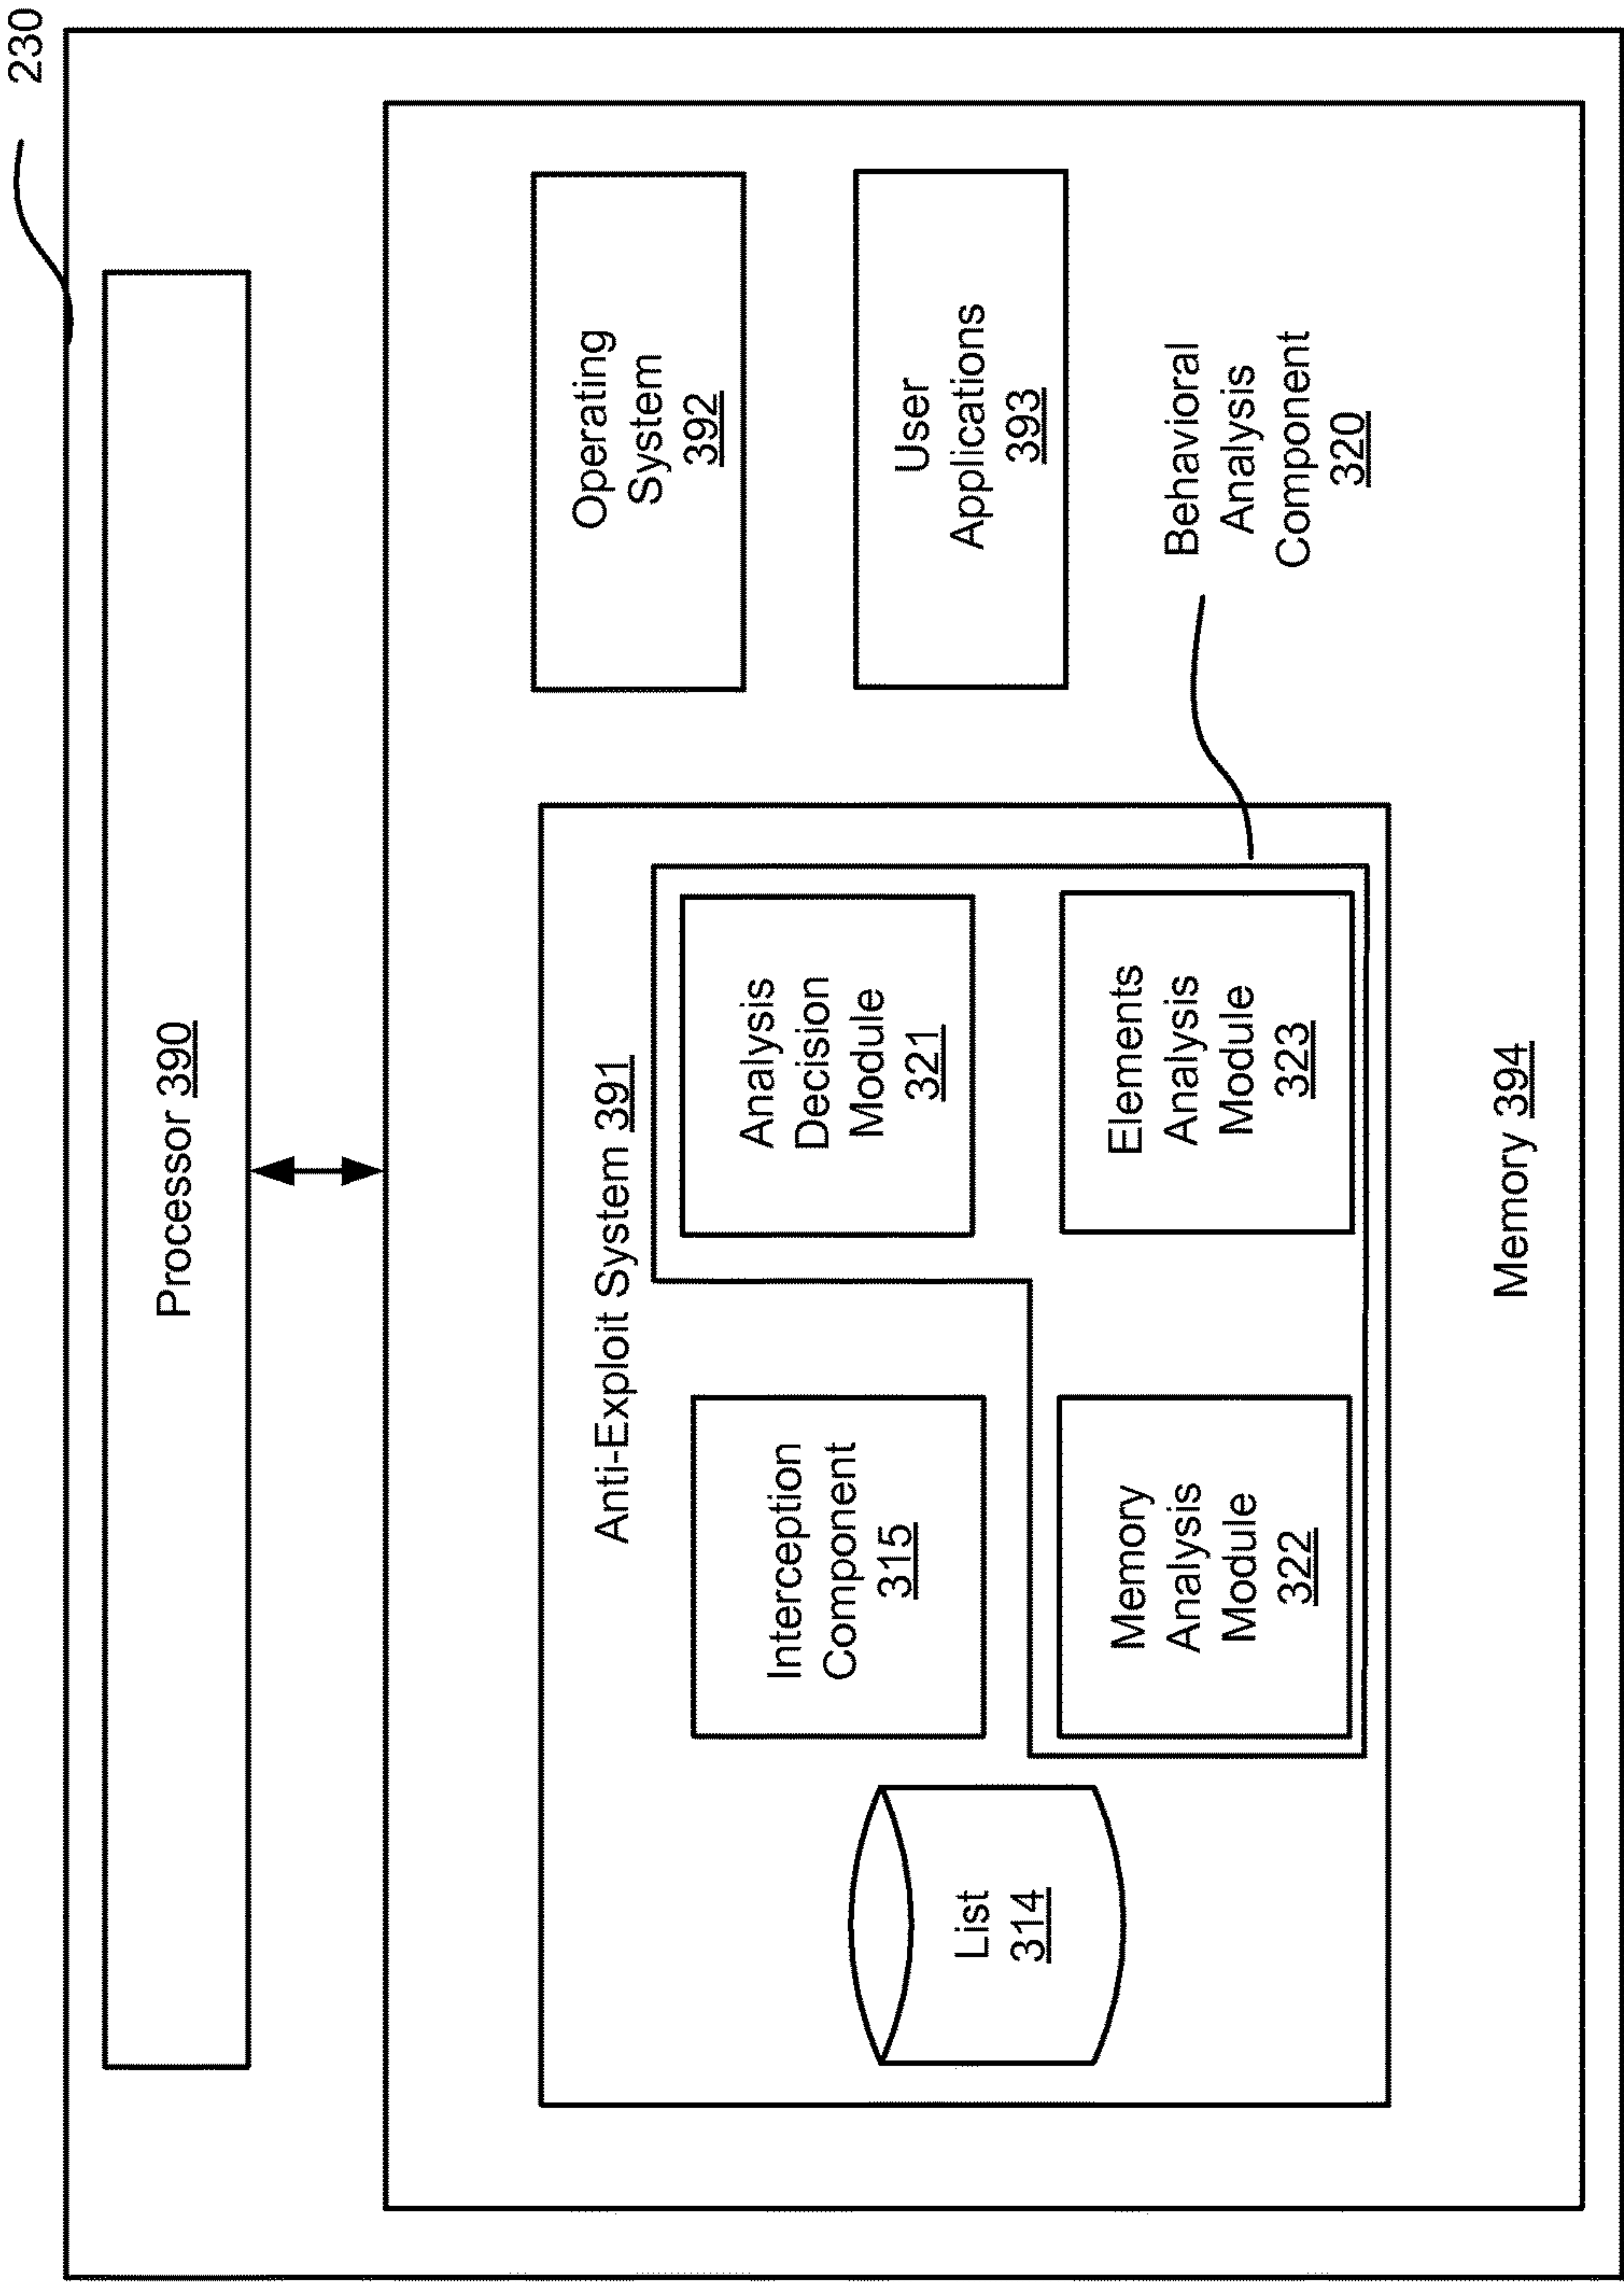 230
Processor 390
Anti-Exploit System 391
List
314
Interception
Component
315
Analysis
Decision
Module
321
Memory
Analysis
Module
322
Elements
Analysis
Module
323
Operating
System
392
User
Applications
393
Behavioral
Analysis
Component
320
Memory 394